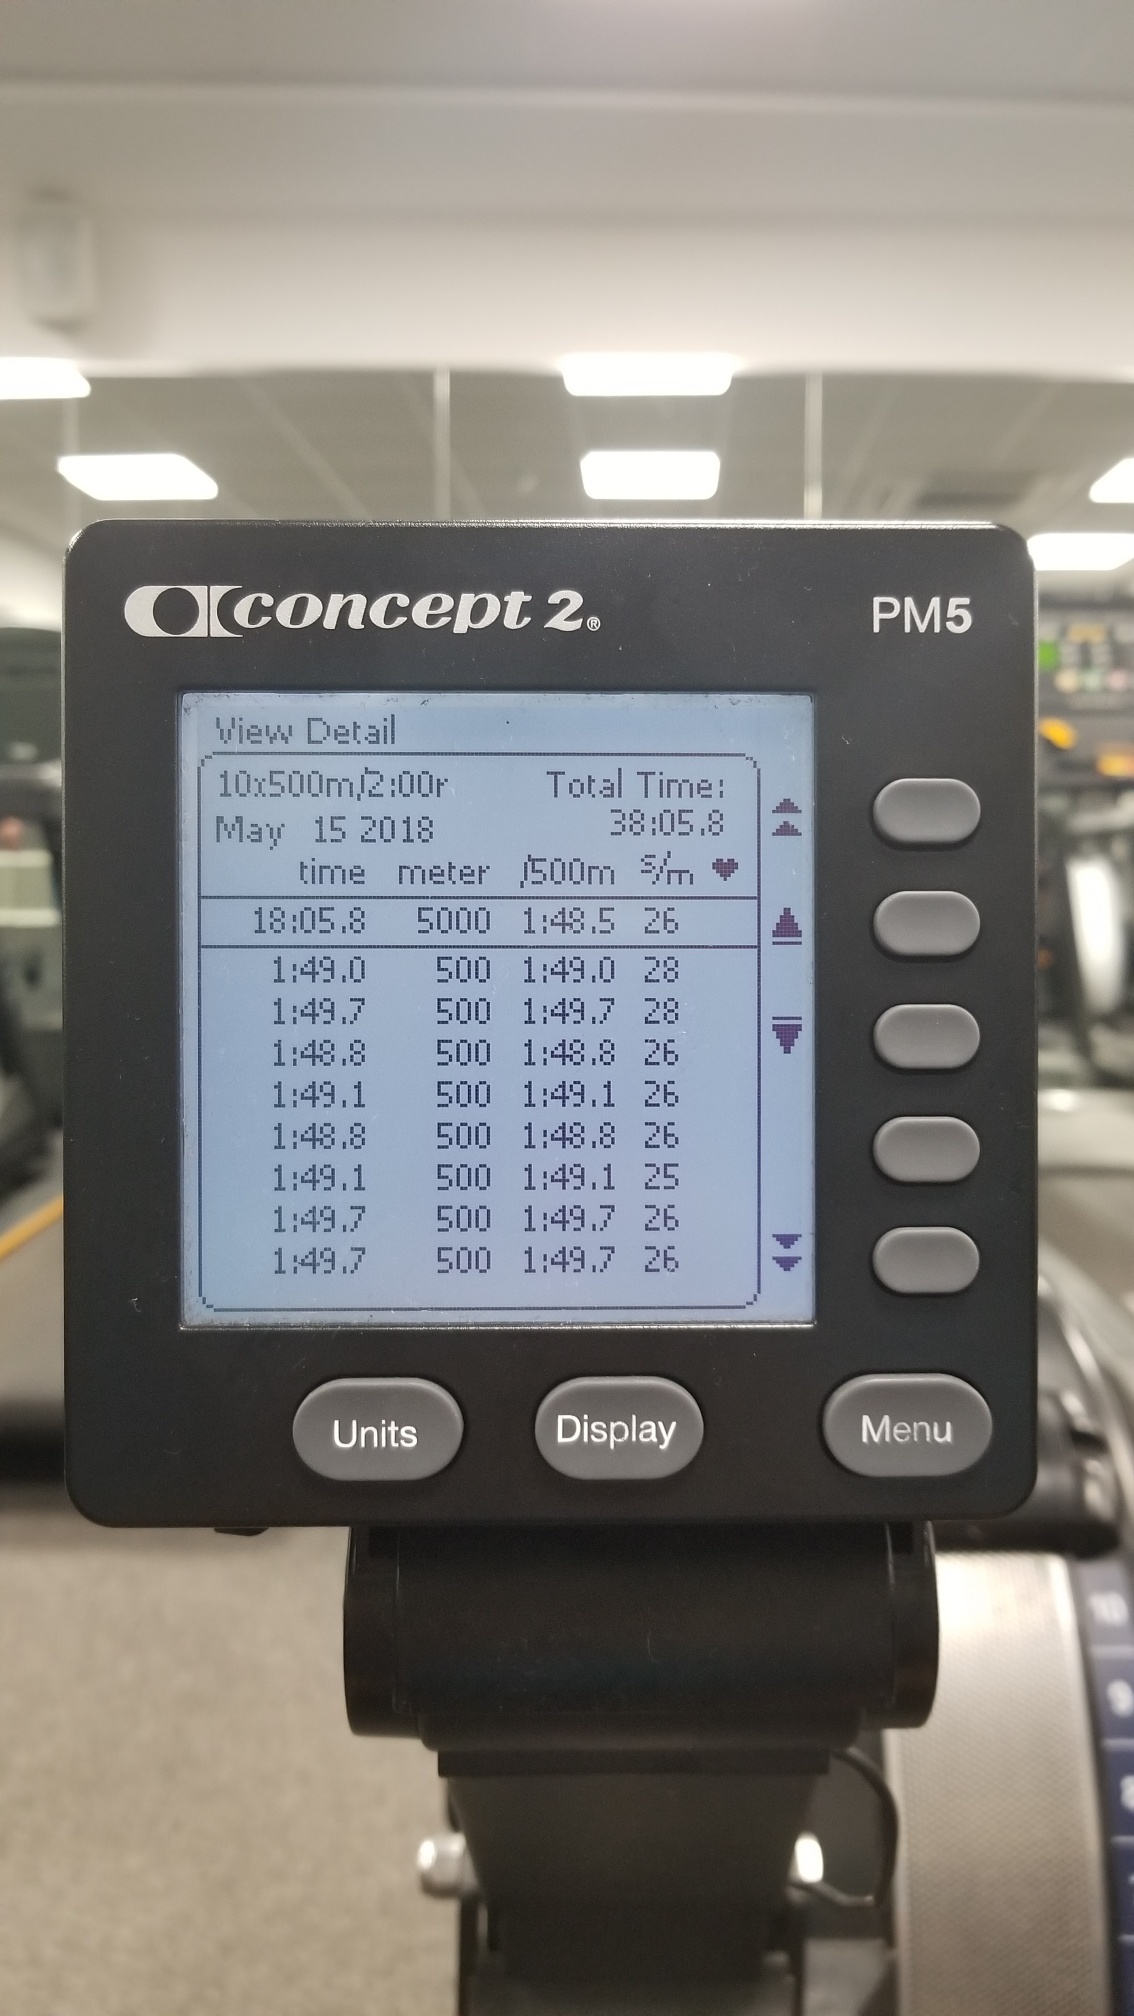 concept 2® PM5
View Detail
10x500m/2:00r Total Time:
May 15 2018 38:05.8
time meter /500m s/m ♥
18:05.8 5000 1:48.5 26
1:49.0 500 1:49.0 28
1:49.7 500 1:49.7 28
1:48.8 500 1:48.8 26
1:49.1 500 1:49.1 26
1:48.8 500 1:48.8 26
1:49.1 500 1:49.1 25
1:49.7 500 1:49.7 26
1:49.7 500 1:49.7 26
Units Display Menu
10
9